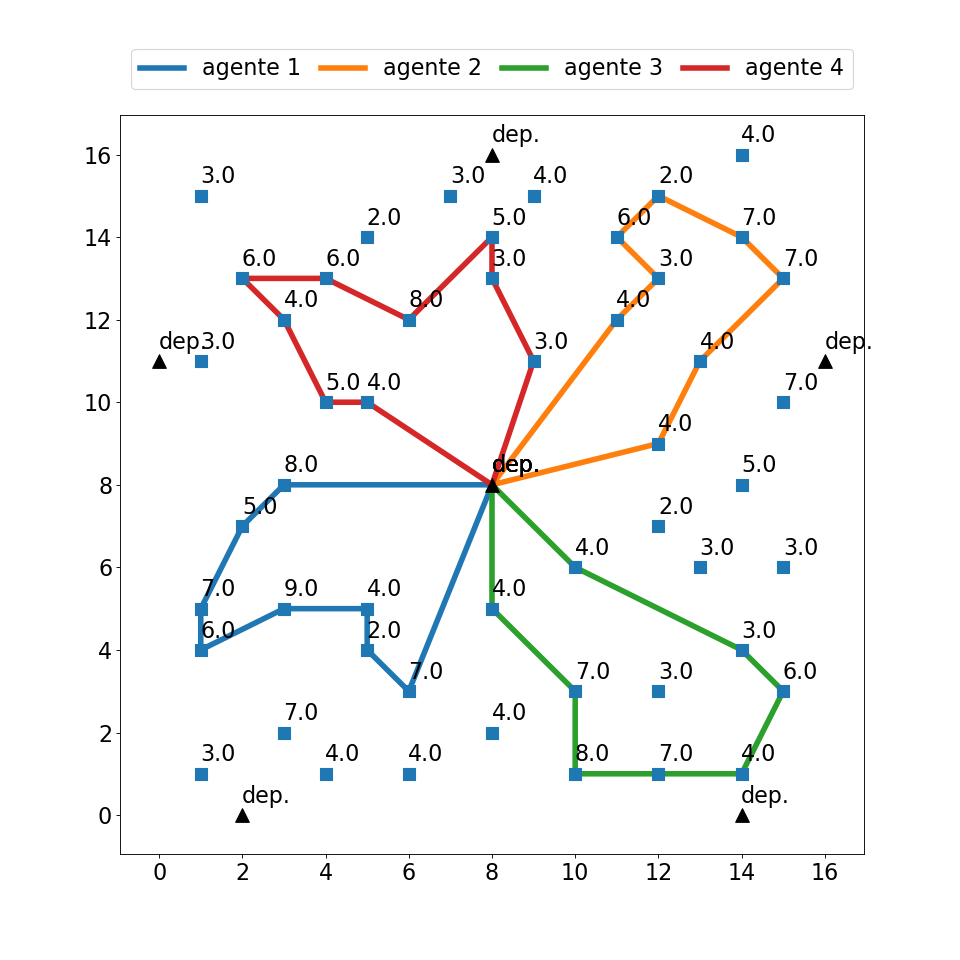 agente 1 agente 2 agente 3 agente 4
dep. 4.0
16
3.0 3.0 4.0 2.0
2.0 5.0 6.0 7.0
14
6.0 6.0 3.0 3.0 7.0
4.0 8.0 4.0
12
dep. 3.0 3.0 4.0 dep.
5.0 4.0 7.0
10
4.0
8.0 dep. 5.0
8
5.0 2.0
4.0 3.0 3.0
6
7.0 9.0 4.0 4.0
6.0 2.0 3.0
4
7.0 7.0 3.0 6.0
7.0 4.0
2
3.0 4.0 4.0 8.0 7.0 4.0
dep. dep.
0
0 2 4 6 8 10 12 14 16